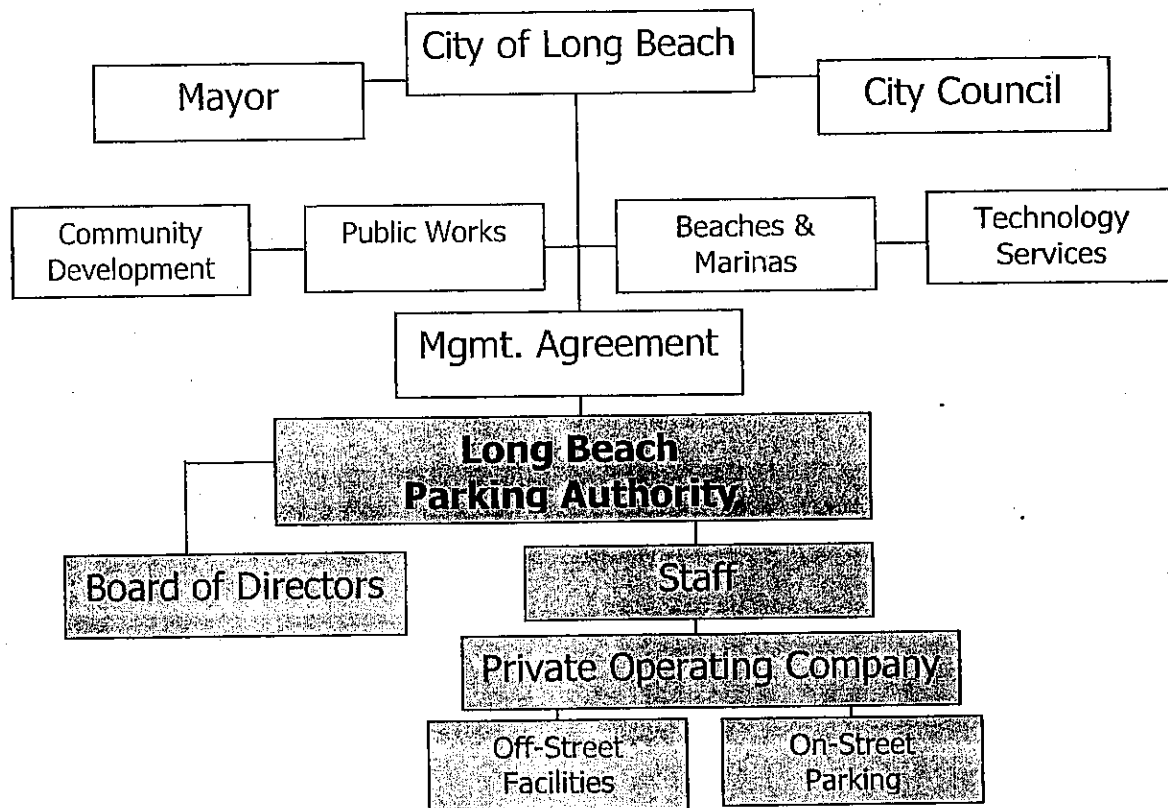 City of Long Beach
Mayor
City Council
Community
Development
Public Works
Beaches &
Marinas
Technology
Services
Mgmt. Agreement
Long Beach
Parking Authority
Board of Directors
Staff
Private Operating Company
Off-Street
Facilities
On-Street
Parking